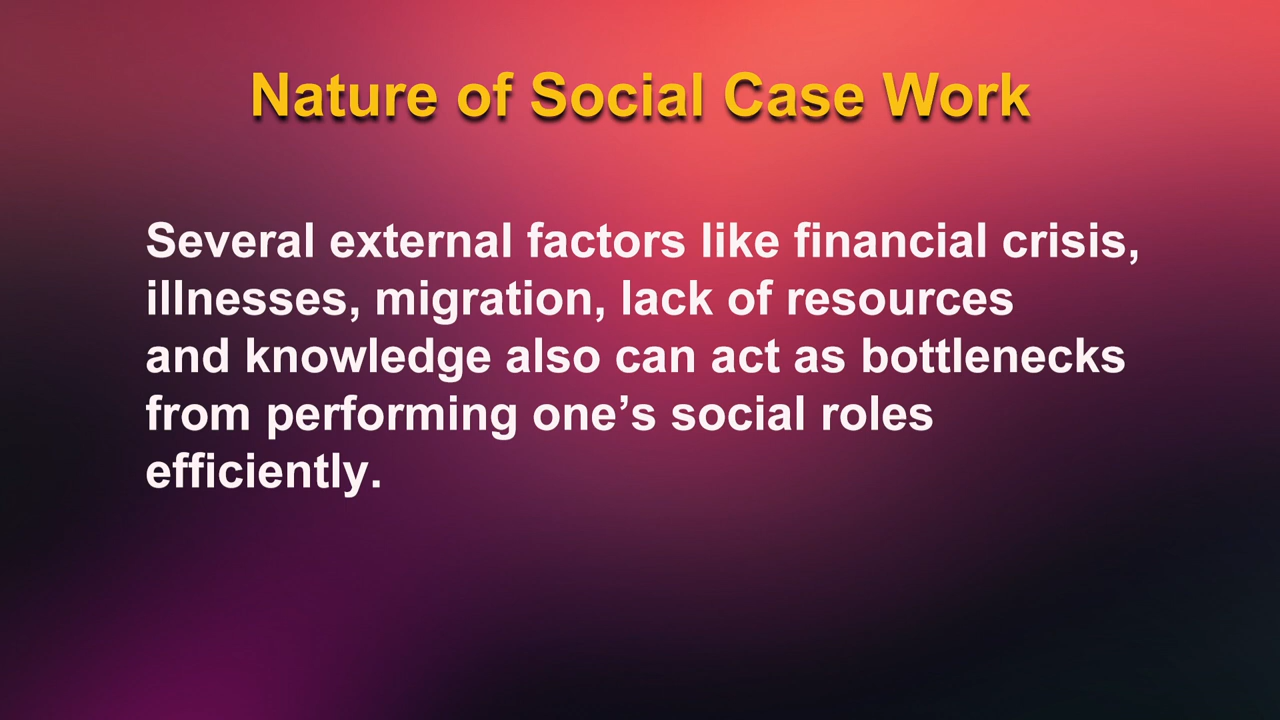 Nature of Social Case Work
Several external factors like financial crisis,
illnesses, migration, lack of resources
and knowledge also can act as bottlenecks
from performing one’s social roles
efficiently.